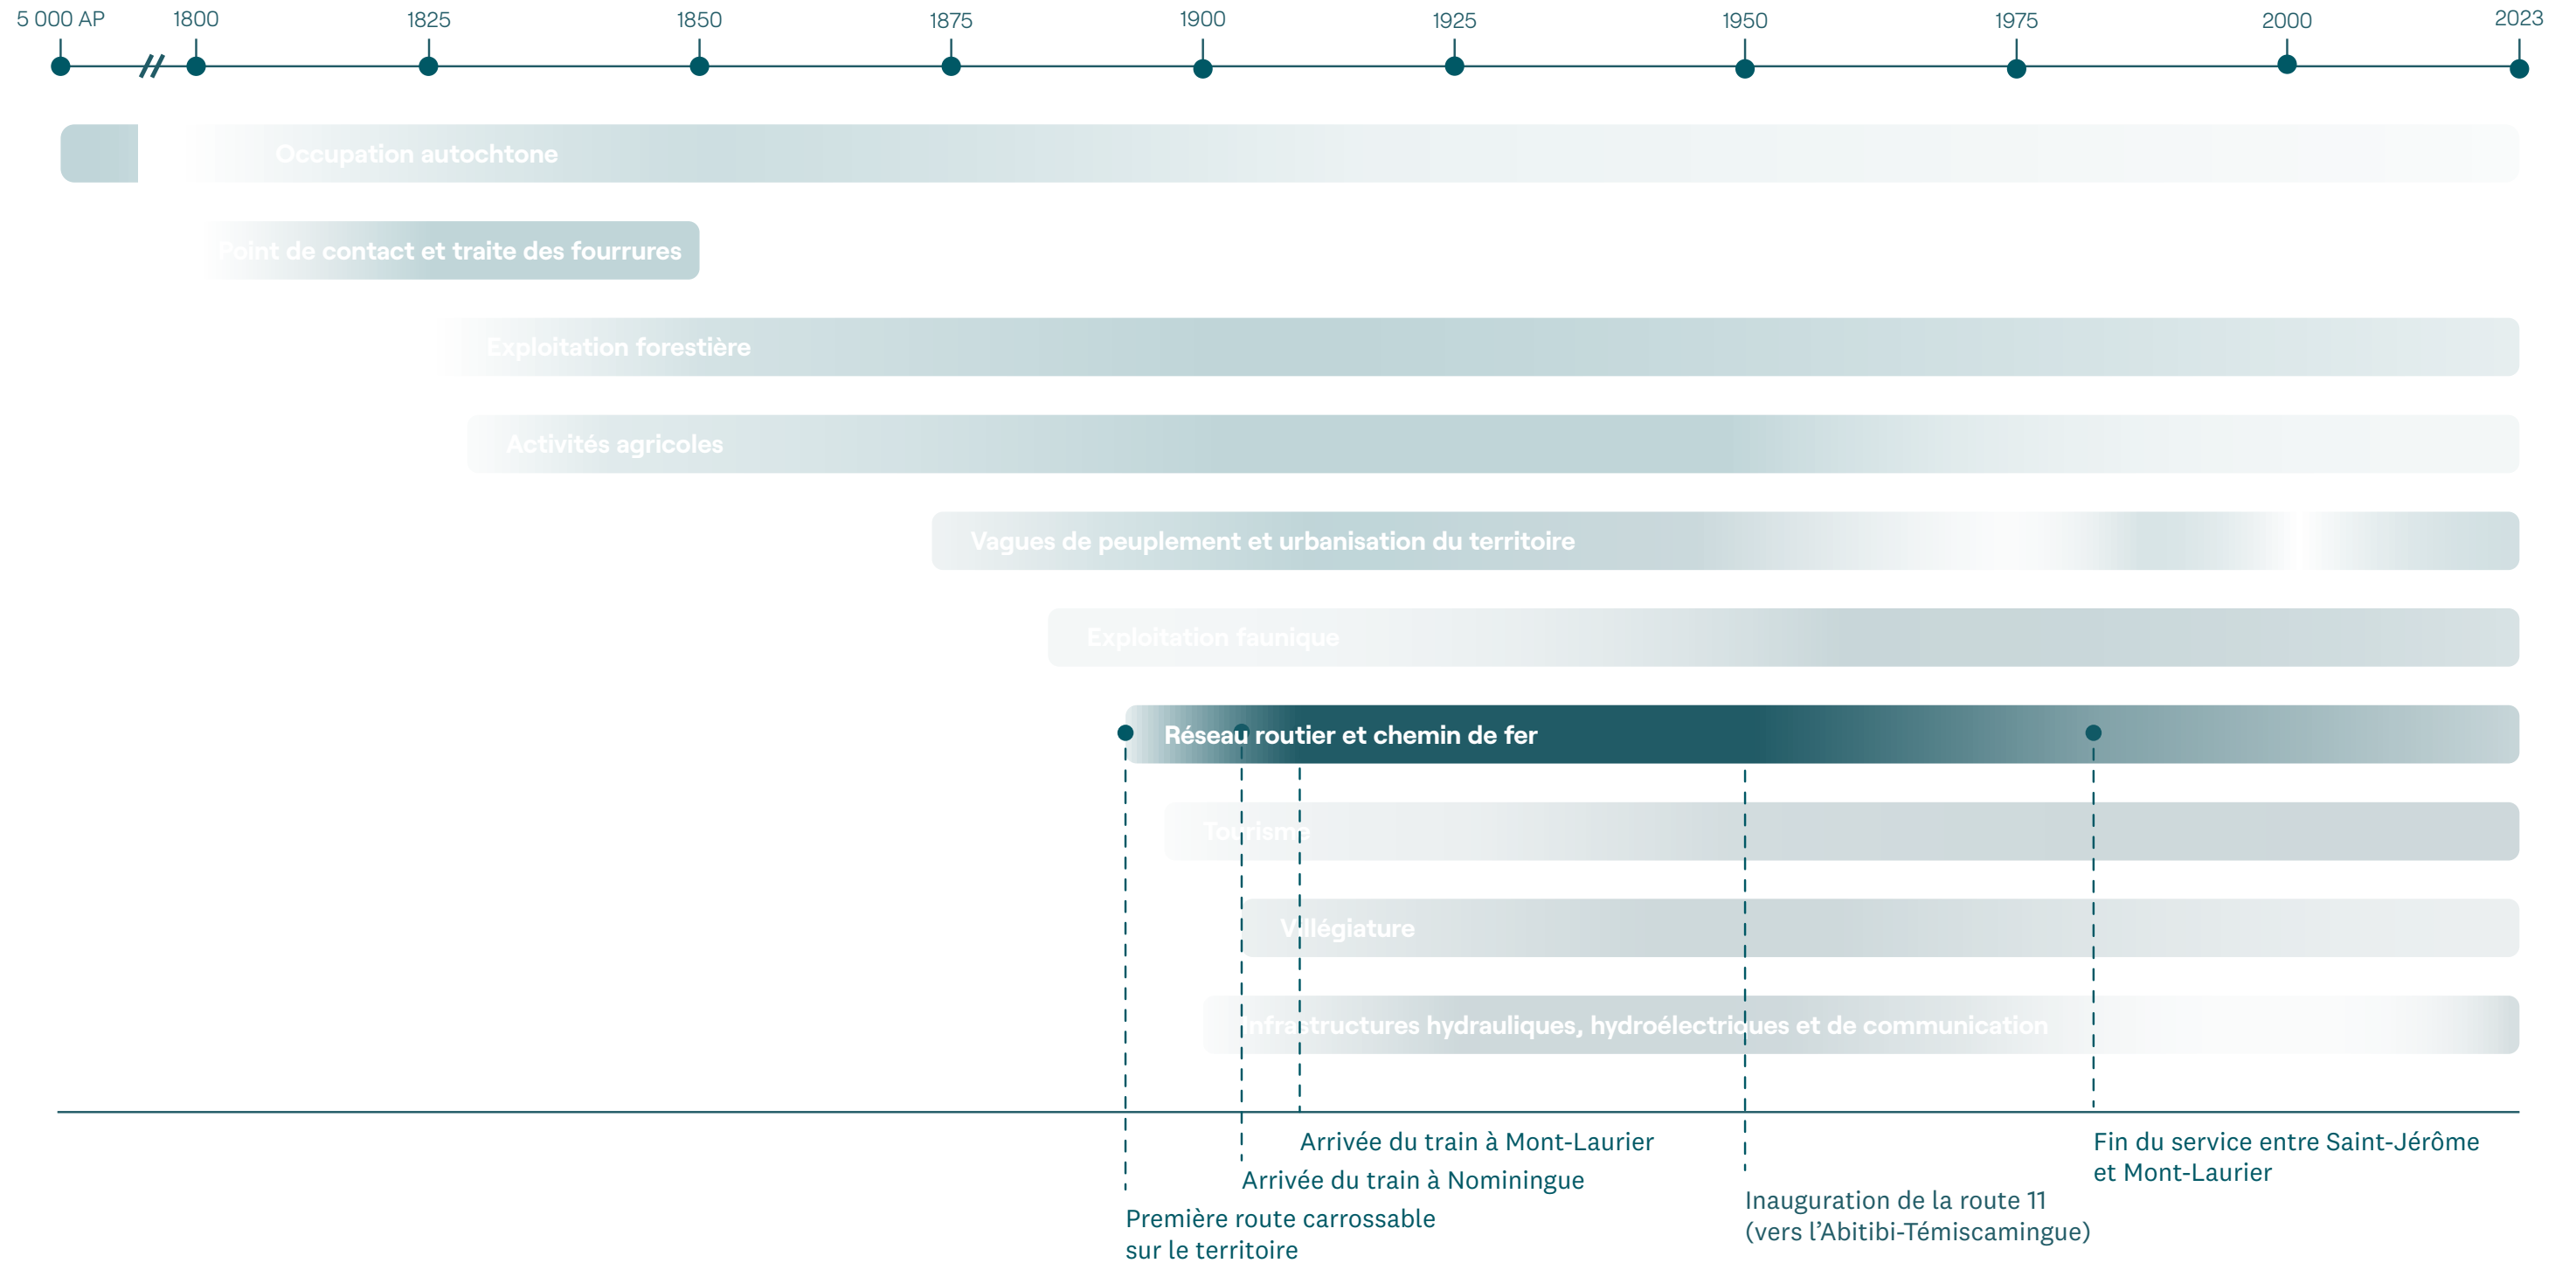 5 000 AP
1800
1825
1850
1875
1900
1925
1950
1975
2000
2023
Occupation autochtone
Point de contact et traite des fourrures
Exploitation forestière
Activités agricoles
Vagues de peuplement et urbanisation du territoire
Exploitation faunique
Réseau routier et chemin de fer
Tourisme
Villégiature
Infrastructures hydrauliques, hydroélectriques et de communication
Arrivée du train à Mont-Laurier
Arrivée du train à Nominingue
Première route carrossable
sur le territoire
Inauguration de la route 11
(vers l’Abitibi-Témiscamingue)
Fin du service entre Saint-Jérôme
et Mont-Laurier